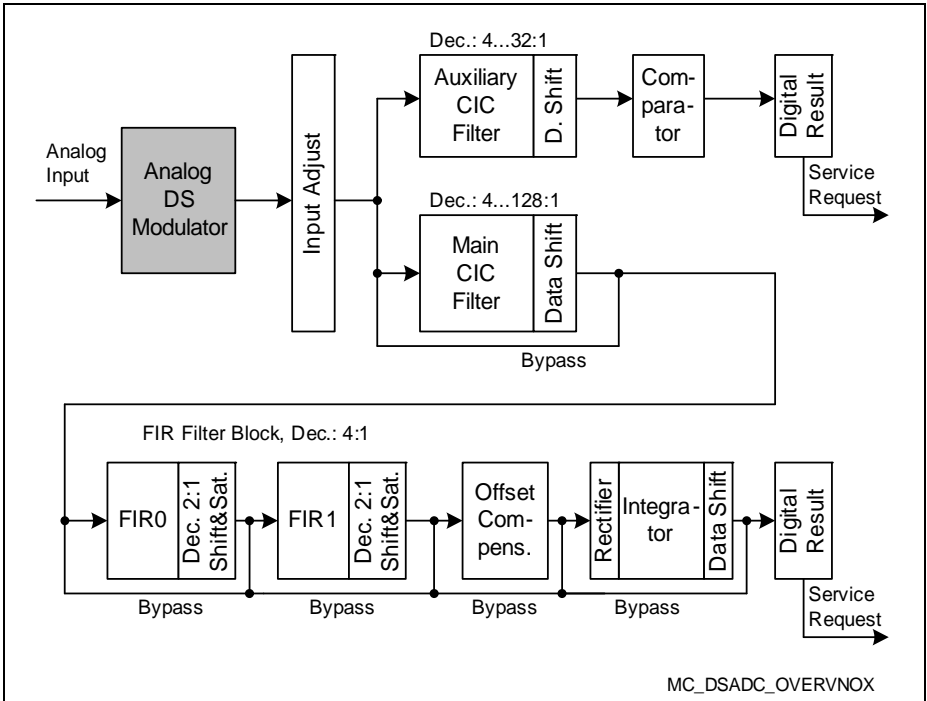 Dec.: 4...32:1
Auxiliary
CIC
Filter
D. Shift
Com-
para-
tor
Digital
Result
Service
Request
Analog
Input
Analog
DS
Modulator
Input Adjust
Dec.: 4...128:1
Main
CIC
Filter
Data Shift
Bypass
FIR Filter Block, Dec.: 4:1
FIR0
Dec. 2:1
Shift&Sat.
FIR1
Dec. 2:1
Shift&Sat.
Offset
Com-
pens.
Rectifier
Integra-
tor
Data Shift
Digital
Result
Bypass
Bypass
Bypass
Bypass
Service
Request
MC_DSADC_OVERVNOX